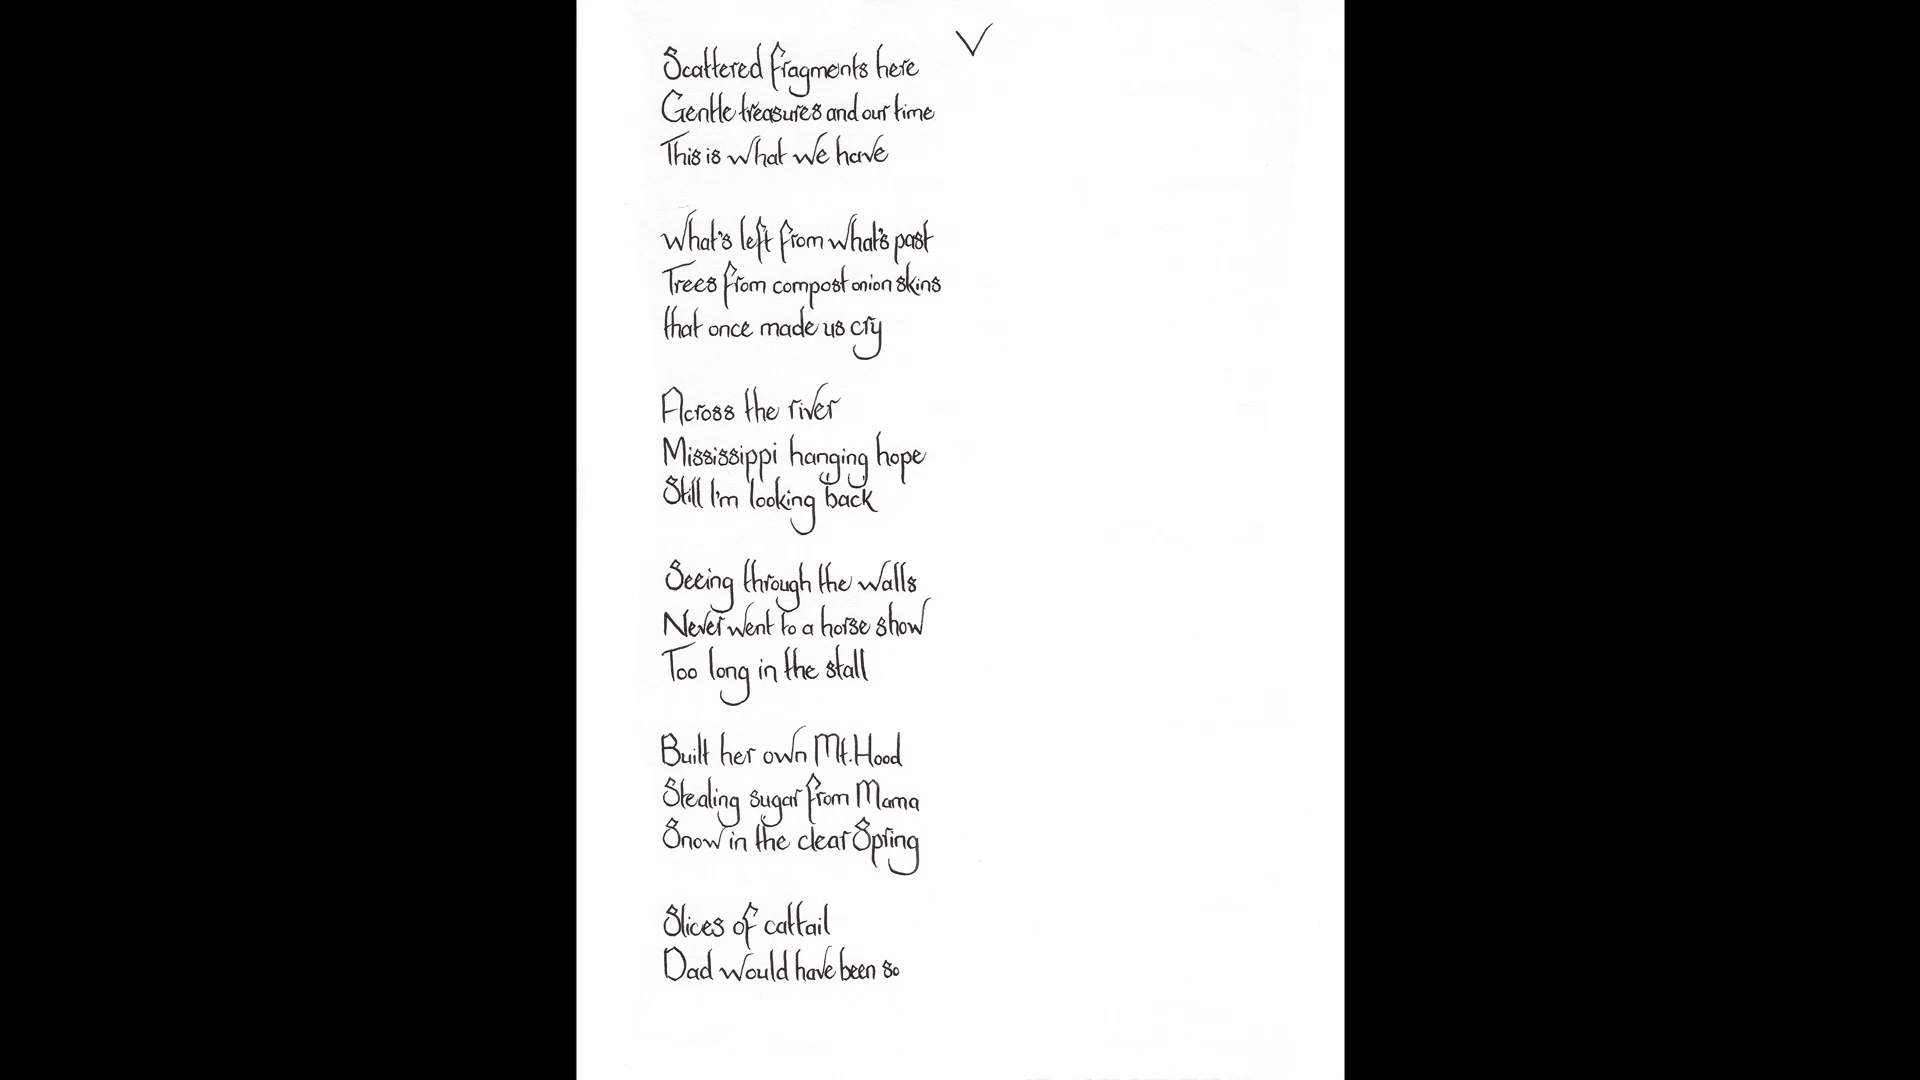 Scattered fragments here
Gentle treasures and our time
This is what we have
What's left from what's past
Trees from compost onion skins
that once made us cry
Across the river
Mississippi hanging hope
Still I'm looking back
Seeing through the walls
Never went to a horse show
Too long in the stall
Built her own Mt. Hood
Stealing sugar from Mama
Snow in the clear Spring
Slices of cattail
Dad would have been so